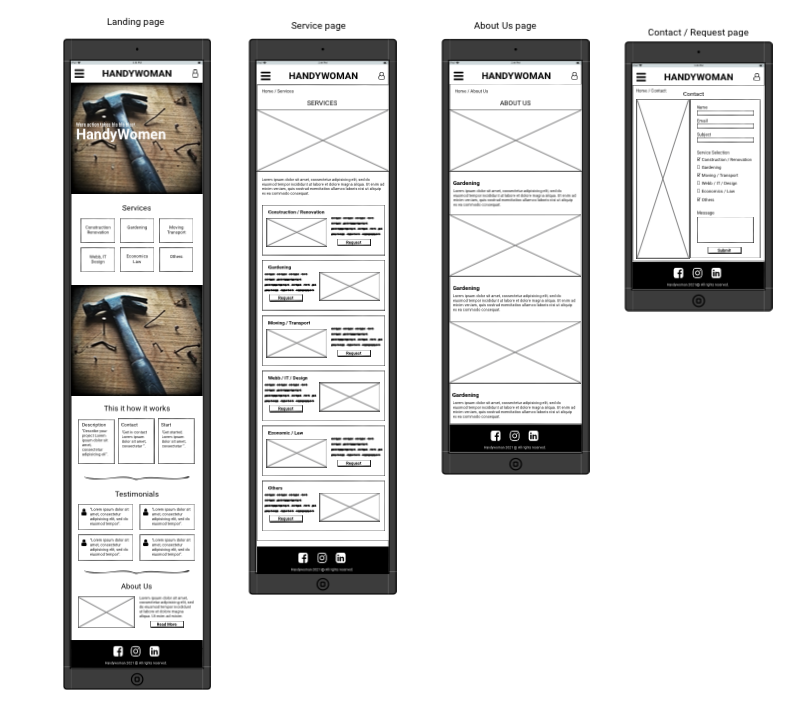 Landing page
HANDYWOMAN
HandyWomen
Services
Construction
Renovation
Gardening
Moving
Transport
Webb, IT
Design
Economics
Law
Others
This it how it works
Description
"Describe your
project Lorem
ipsum dolor sit
amet,
consectetur
adipiscing elit"
Contact
"Get in contact
Lorem ipsum
dolor sit amet,
consectetur "
Start
"Get started,
Lorem ipsum
dolor sit amet,
consectetur "
Testimonials
"Lorem ipsum dolor sit
amet, consectetur
adipiscing elit, sed do
eiusmod tempor"
"Lorem ipsum dolor sit
amet, consectetur
adipiscing elit, sed do
eiusmod tempor"
"Lorem ipsum dolor sit
amet, consectetur
adipiscing elit, sed do
eiusmod tempor"
"Lorem ipsum dolor sit
amet, consectetur
adipiscing elit, sed do
eiusmod tempor"
About Us
Lorem ipsum dolor sit amet,
consectetur adipiscing elit, sed
do eiusmod tempor incididunt
ut labore et dolore magna
aliqua. Ut enim ad minim
Read More
Handywoman 2021 @ All rights reserved
Service page
HANDYWOMAN
Home / Services
SERVICES
Lorem ipsum dolor sit amet, consectetur adipiscing elit, sed do
eiusmod tempor incididunt ut labore et dolore magna aliqua. Ut enim ad
minim veniam, quis nostrud exercitation ullamco laboris nisi ut aliquip
ex ea commodo consequat.
Construction / Renovation
Request
Gardening
Request
Moving / Transport
Request
Webb / IT / Design
Request
Economic / Law
Request
Others
Request
Handywoman 2021 @ All rights reserved
About Us page
HANDYWOMAN
Home / About Us
ABOUT US
Gardening
Lorem ipsum dolor sit amet, consectetur adipiscing elit, sed do
eiusmod tempor incididunt ut labore et dolore magna aliqua. Ut enim ad
minim veniam, quis nostrud exercitation ullamco laboris nisi ut aliquip
ex ea commodo consequat.
Gardening
Lorem ipsum dolor sit amet, consectetur adipiscing elit, sed do
eiusmod tempor incididunt ut labore et dolore magna aliqua. Ut enim ad
minim veniam, quis nostrud exercitation ullamco laboris nisi ut aliquip
ex ea commodo consequat.
Gardening
Lorem ipsum dolor sit amet, consectetur adipiscing elit, sed do
eiusmod tempor incididunt ut labore et dolore magna aliqua. Ut enim ad
minim veniam, quis nostrud exercitation ullamco laboris nisi ut aliquip
ex ea commodo consequat.
Handywoman 2021 @ All rights reserved
Contact / Request page
HANDYWOMAN
Home / Contact
Contact
Name
Email
Subject
Service Selection
Construction / Renovation
Gardening
Moving / Transport
Webb / IT / Design
Economics / Law
Others
Message
Submit
Handywoman 2021 @ All rights reserved